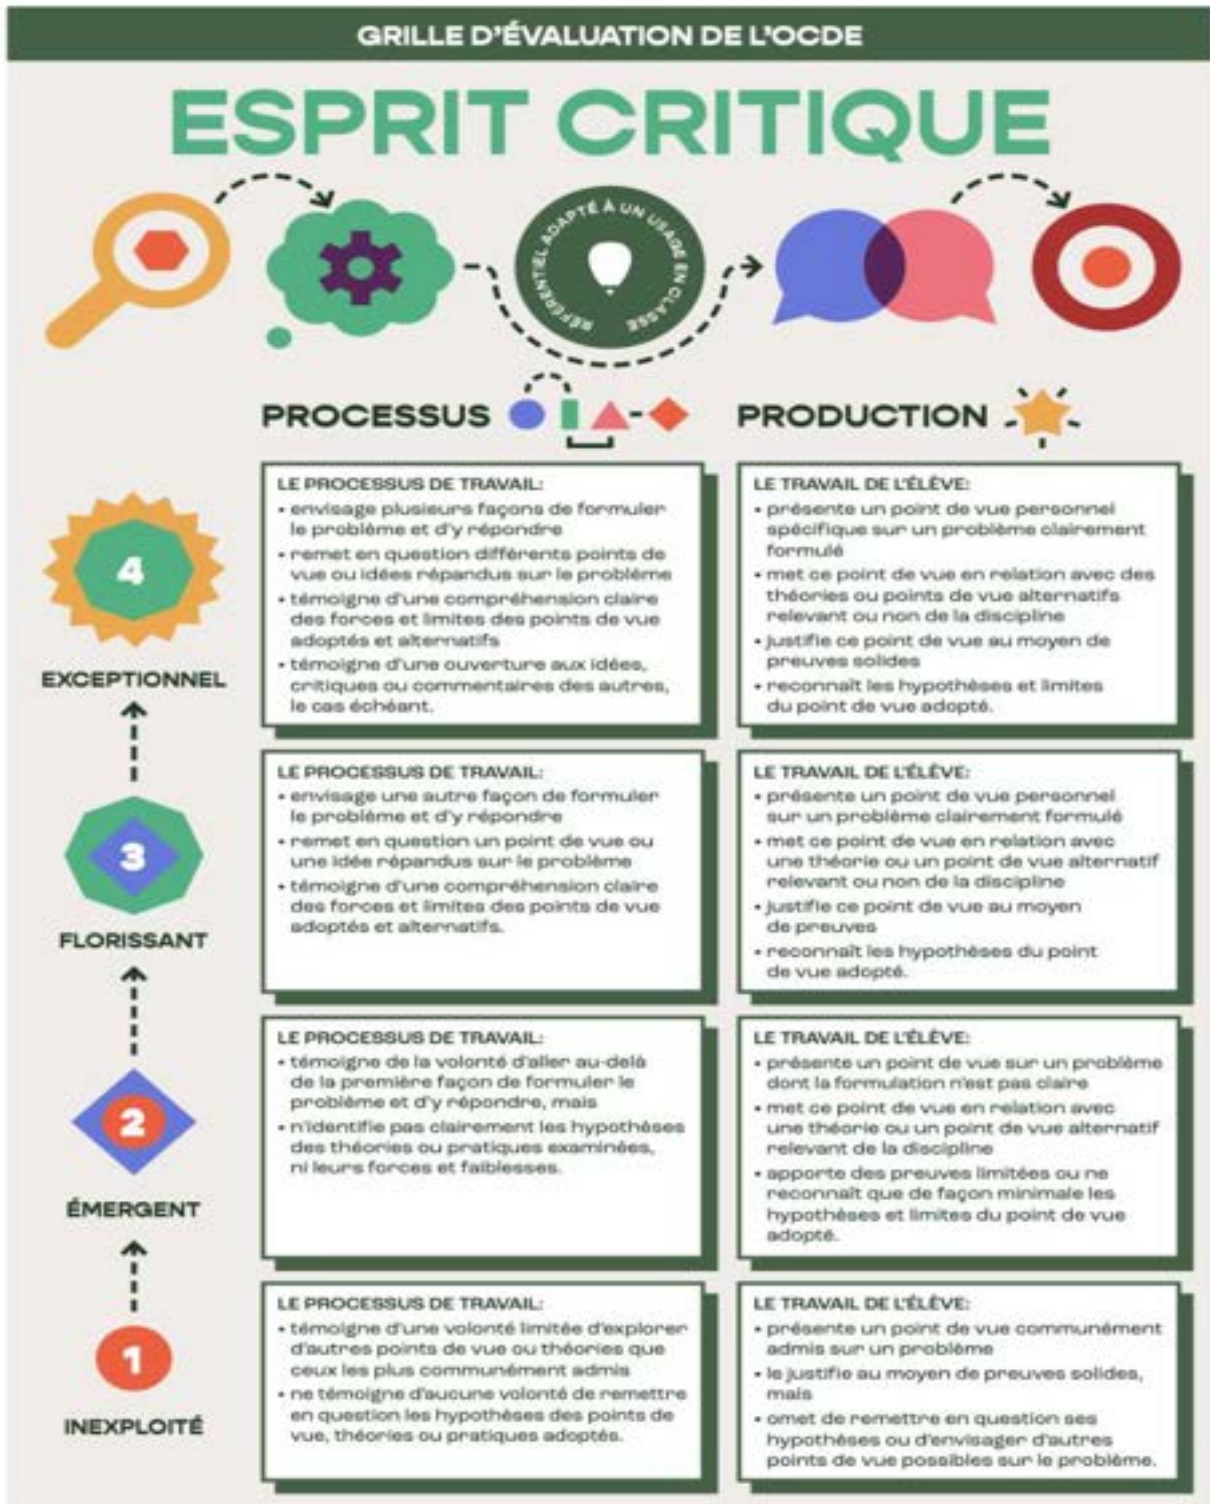 GRILLE D'ÉVALUATION DE L'OCDE
ESPRIT CRITIQUE
RÉFÉRENTIEL ADAPTÉ À UN USAGE EN CLASSE
PROCESSUS
PRODUCTION
4
EXCEPTIONNEL
LE PROCESSUS DE TRAVAIL:
• envisage plusieurs façons de formuler
le problème et d'y répondre
• remet en question différents points de
vue ou idées répandus sur le problème
• témoigne d'une compréhension claire
des forces et limites des points de vue
adoptés et alternatifs
• témoigne d'une ouverture aux idées,
critiques ou commentaires des autres,
le cas échéant.
LE TRAVAIL DE L'ÉLÈVE:
• présente un point de vue personnel
spécifique sur un problème clairement
formulé
• met ce point de vue en relation avec des
théories ou points de vue alternatifs
relevant ou non de la discipline
• justifie ce point de vue au moyen de
preuves solides
• reconnaît les hypothèses et limites
du point de vue adopté.
3
FLORISSANT
LE PROCESSUS DE TRAVAIL:
• envisage une autre façon de formuler
le problème et d'y répondre
• remet en question un point de vue ou
une idée répandus sur le problème
• témoigne d'une compréhension claire
des forces et limites des points de vue
adoptés et alternatifs.
LE TRAVAIL DE L'ÉLÈVE:
• présente un point de vue personnel
sur un problème clairement formulé
• met ce point de vue en relation avec
une théorie ou un point de vue alternatif
relevant ou non de la discipline
• justifie ce point de vue au moyen
de preuves
• reconnaît les hypothèses du point
de vue adopté.
2
ÉMERGENT
LE PROCESSUS DE TRAVAIL:
• témoigne de la volonté d'aller au-delà
de la première façon de formuler le
problème et d'y répondre, mais
• n'identifie pas clairement les hypothèses
des théories ou pratiques examinées,
ni leurs forces et faiblesses.
LE TRAVAIL DE L'ÉLÈVE:
• présente un point de vue sur un problème
dont la formulation n'est pas claire
• met ce point de vue en relation avec
une théorie ou un point de vue alternatif
relevant de la discipline
• apporte des preuves limitées ou ne
reconnaît que de façon minimale les
hypothèses et limites du point de vue
adopté.
1
INEXPLOITÉ
LE PROCESSUS DE TRAVAIL:
• témoigne d'une volonté limitée d'explorer
d'autres points de vue ou théories que
ceux les plus communément admis
• ne témoigne d'aucune volonté de remettre
en question les hypothèses des points de
vue, théories ou pratiques adoptés.
LE TRAVAIL DE L'ÉLÈVE:
• présente un point de vue communément
admis sur un problème
• le justifie au moyen de preuves solides,
mais
• omet de remettre en question ses
hypothèses ou d'envisager d'autres
points de vue possibles sur le problème.